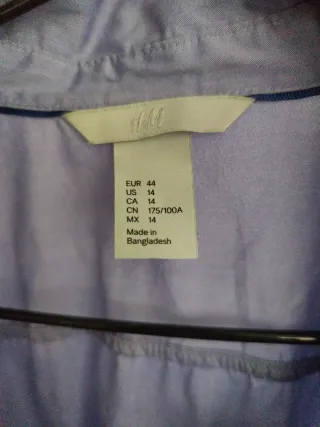 H&M
EUR 44
US 14
CA 14
CN 175/100A
MX 14
Made in
Bangladesh